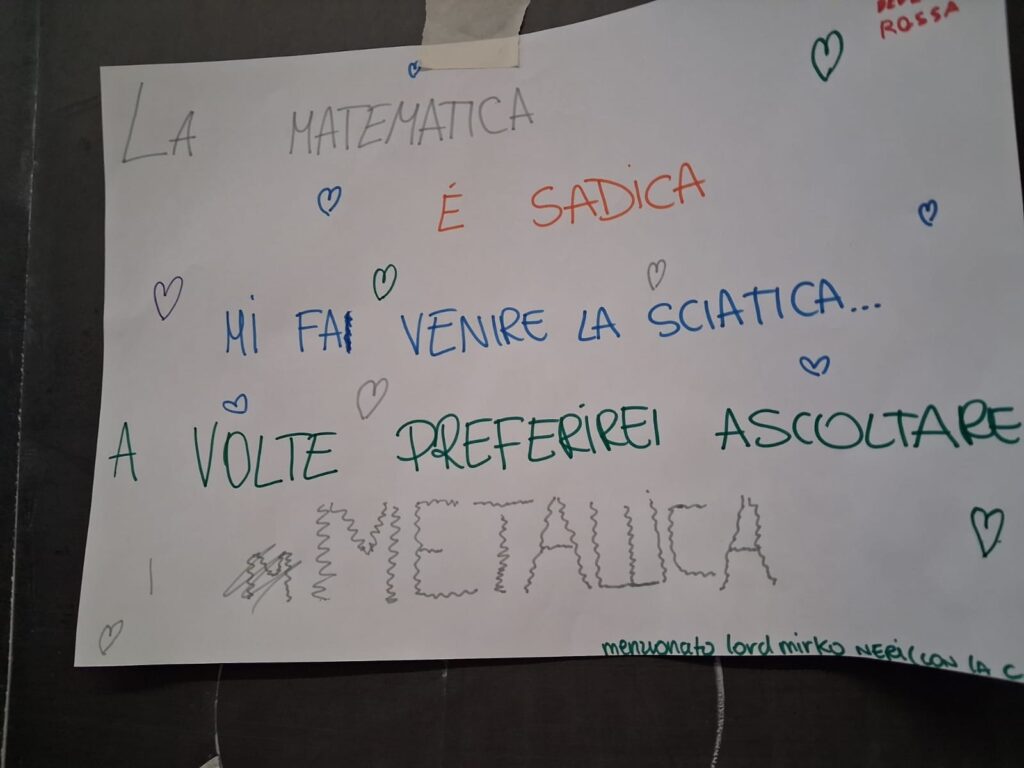 ROSSA
LA MATEMATICA
É SADICA
MI FAI VENIRE LA SCIATICA...
A VOLTE PREFERIREI ASCOLTARE
I METALLICA
menzionato lord mirko NERI CON LA C